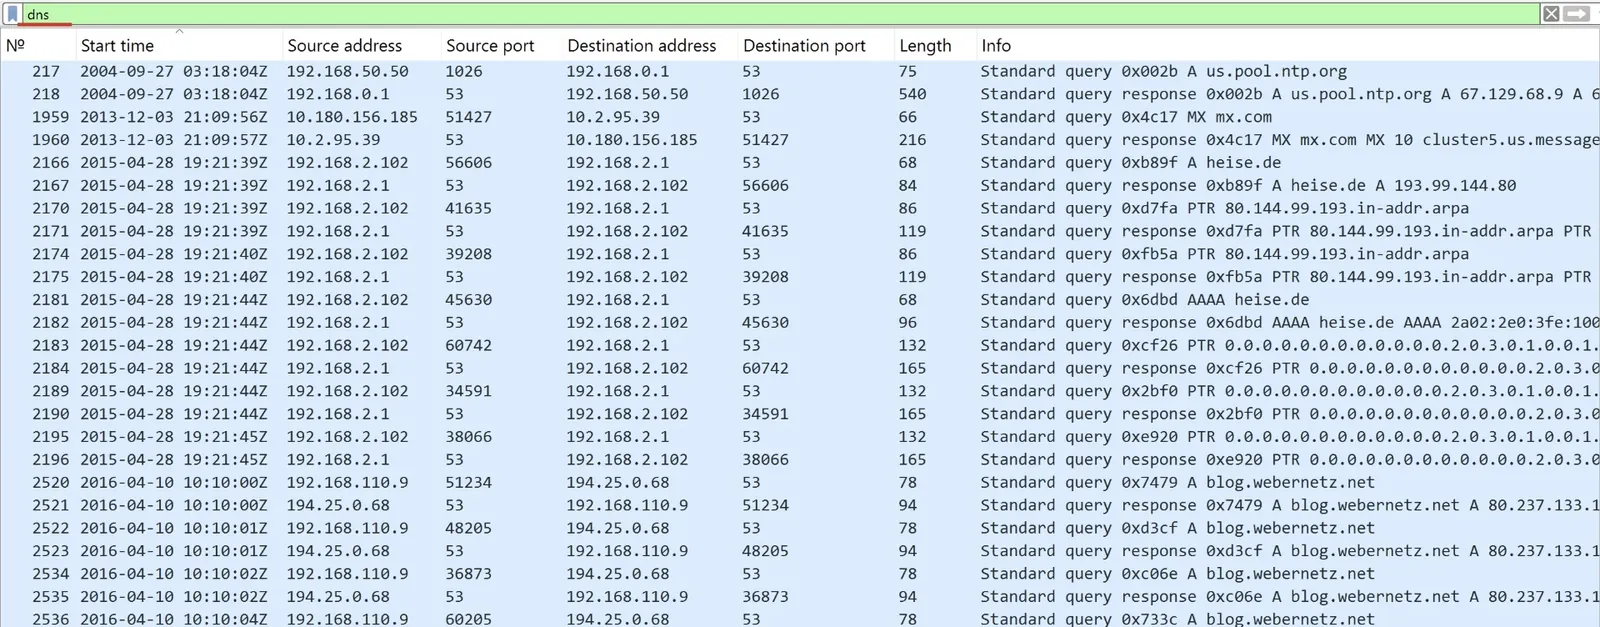 dns
Nº Start time Source address Source port Destination address Destination port Length Info
217 2004-09-27 03:18:04Z 192.168.50.50 1026 192.168.0.1 53 75 Standard query 0x002b A us.pool.ntp.org
218 2004-09-27 03:18:04Z 192.168.0.1 53 192.168.50.50 1026 540 Standard query response 0x002b A us.pool.ntp.org A 67.129.68.9 A 6
1959 2013-12-03 21:09:56Z 10.180.156.185 51427 10.2.95.39 53 66 Standard query 0x4c17 MX mx.com
1960 2013-12-03 21:09:57Z 10.2.95.39 53 10.180.156.185 51427 216 Standard query response 0x4c17 MX mx.com MX 10 cluster5.us.message
2166 2015-04-28 19:21:39Z 192.168.2.102 56606 192.168.2.1 53 68 Standard query 0xb89f A heise.de
2167 2015-04-28 19:21:39Z 192.168.2.1 53 192.168.2.102 56606 84 Standard query response 0xb89f A heise.de A 193.99.144.80
2170 2015-04-28 19:21:39Z 192.168.2.102 41635 192.168.2.1 53 86 Standard query 0xd7fa PTR 80.144.99.193.in-addr.arpa
2171 2015-04-28 19:21:39Z 192.168.2.1 53 192.168.2.102 41635 119 Standard query response 0xd7fa PTR 80.144.99.193.in-addr.arpa PTR
2174 2015-04-28 19:21:40Z 192.168.2.102 39208 192.168.2.1 53 86 Standard query 0xfb5a PTR 80.144.99.193.in-addr.arpa
2175 2015-04-28 19:21:40Z 192.168.2.1 53 192.168.2.102 39208 119 Standard query response 0xfb5a PTR 80.144.99.193.in-addr.arpa PTR
2181 2015-04-28 19:21:44Z 192.168.2.102 45630 192.168.2.1 53 68 Standard query 0x6dbd AAAA heise.de
2182 2015-04-28 19:21:44Z 192.168.2.1 53 192.168.2.102 45630 96 Standard query response 0x6dbd AAAA heise.de AAAA 2a02:2e0:3fe:100
2183 2015-04-28 19:21:44Z 192.168.2.102 60742 192.168.2.1 53 132 Standard query 0xcf26 PTR 0.0.0.0.0.0.0.0.0.0.0.0.2.0.3.0.1.0.0.1.
2184 2015-04-28 19:21:44Z 192.168.2.1 53 192.168.2.102 60742 165 Standard query response 0xcf26 PTR 0.0.0.0.0.0.0.0.0.0.0.0.2.0.3.0
2189 2015-04-28 19:21:44Z 192.168.2.102 34591 192.168.2.1 53 132 Standard query 0x2bf0 PTR 0.0.0.0.0.0.0.0.0.0.0.0.2.0.3.0.1.0.0.1.
2190 2015-04-28 19:21:44Z 192.168.2.1 53 192.168.2.102 34591 165 Standard query response 0x2bf0 PTR 0.0.0.0.0.0.0.0.0.0.0.0.2.0.3.0
2195 2015-04-28 19:21:45Z 192.168.2.102 38066 192.168.2.1 53 132 Standard query 0xe920 PTR 0.0.0.0.0.0.0.0.0.0.0.0.2.0.3.0.1.0.0.1.
2196 2015-04-28 19:21:45Z 192.168.2.1 53 192.168.2.102 38066 165 Standard query response 0xe920 PTR 0.0.0.0.0.0.0.0.0.0.0.0.2.0.3.0
2520 2016-04-10 10:10:00Z 192.168.110.9 51234 194.25.0.68 53 78 Standard query 0x7479 A blog.webernetz.net
2521 2016-04-10 10:10:00Z 194.25.0.68 53 192.168.110.9 51234 94 Standard query response 0x7479 A blog.webernetz.net A 80.237.133.1
2522 2016-04-10 10:10:01Z 192.168.110.9 48205 194.25.0.68 53 78 Standard query 0xd3cf A blog.webernetz.net
2523 2016-04-10 10:10:01Z 194.25.0.68 53 192.168.110.9 48205 94 Standard query response 0xd3cf A blog.webernetz.net A 80.237.133.1
2534 2016-04-10 10:10:02Z 192.168.110.9 36873 194.25.0.68 53 78 Standard query 0xc06e A blog.webernetz.net
2535 2016-04-10 10:10:02Z 194.25.0.68 53 192.168.110.9 36873 94 Standard query response 0xc06e A blog.webernetz.net A 80.237.133.1
2536 2016-04-10 10:10:04Z 192.168.110.9 60205 194.25.0.68 53 78 Standard query 0x733c A blog.webernetz.net